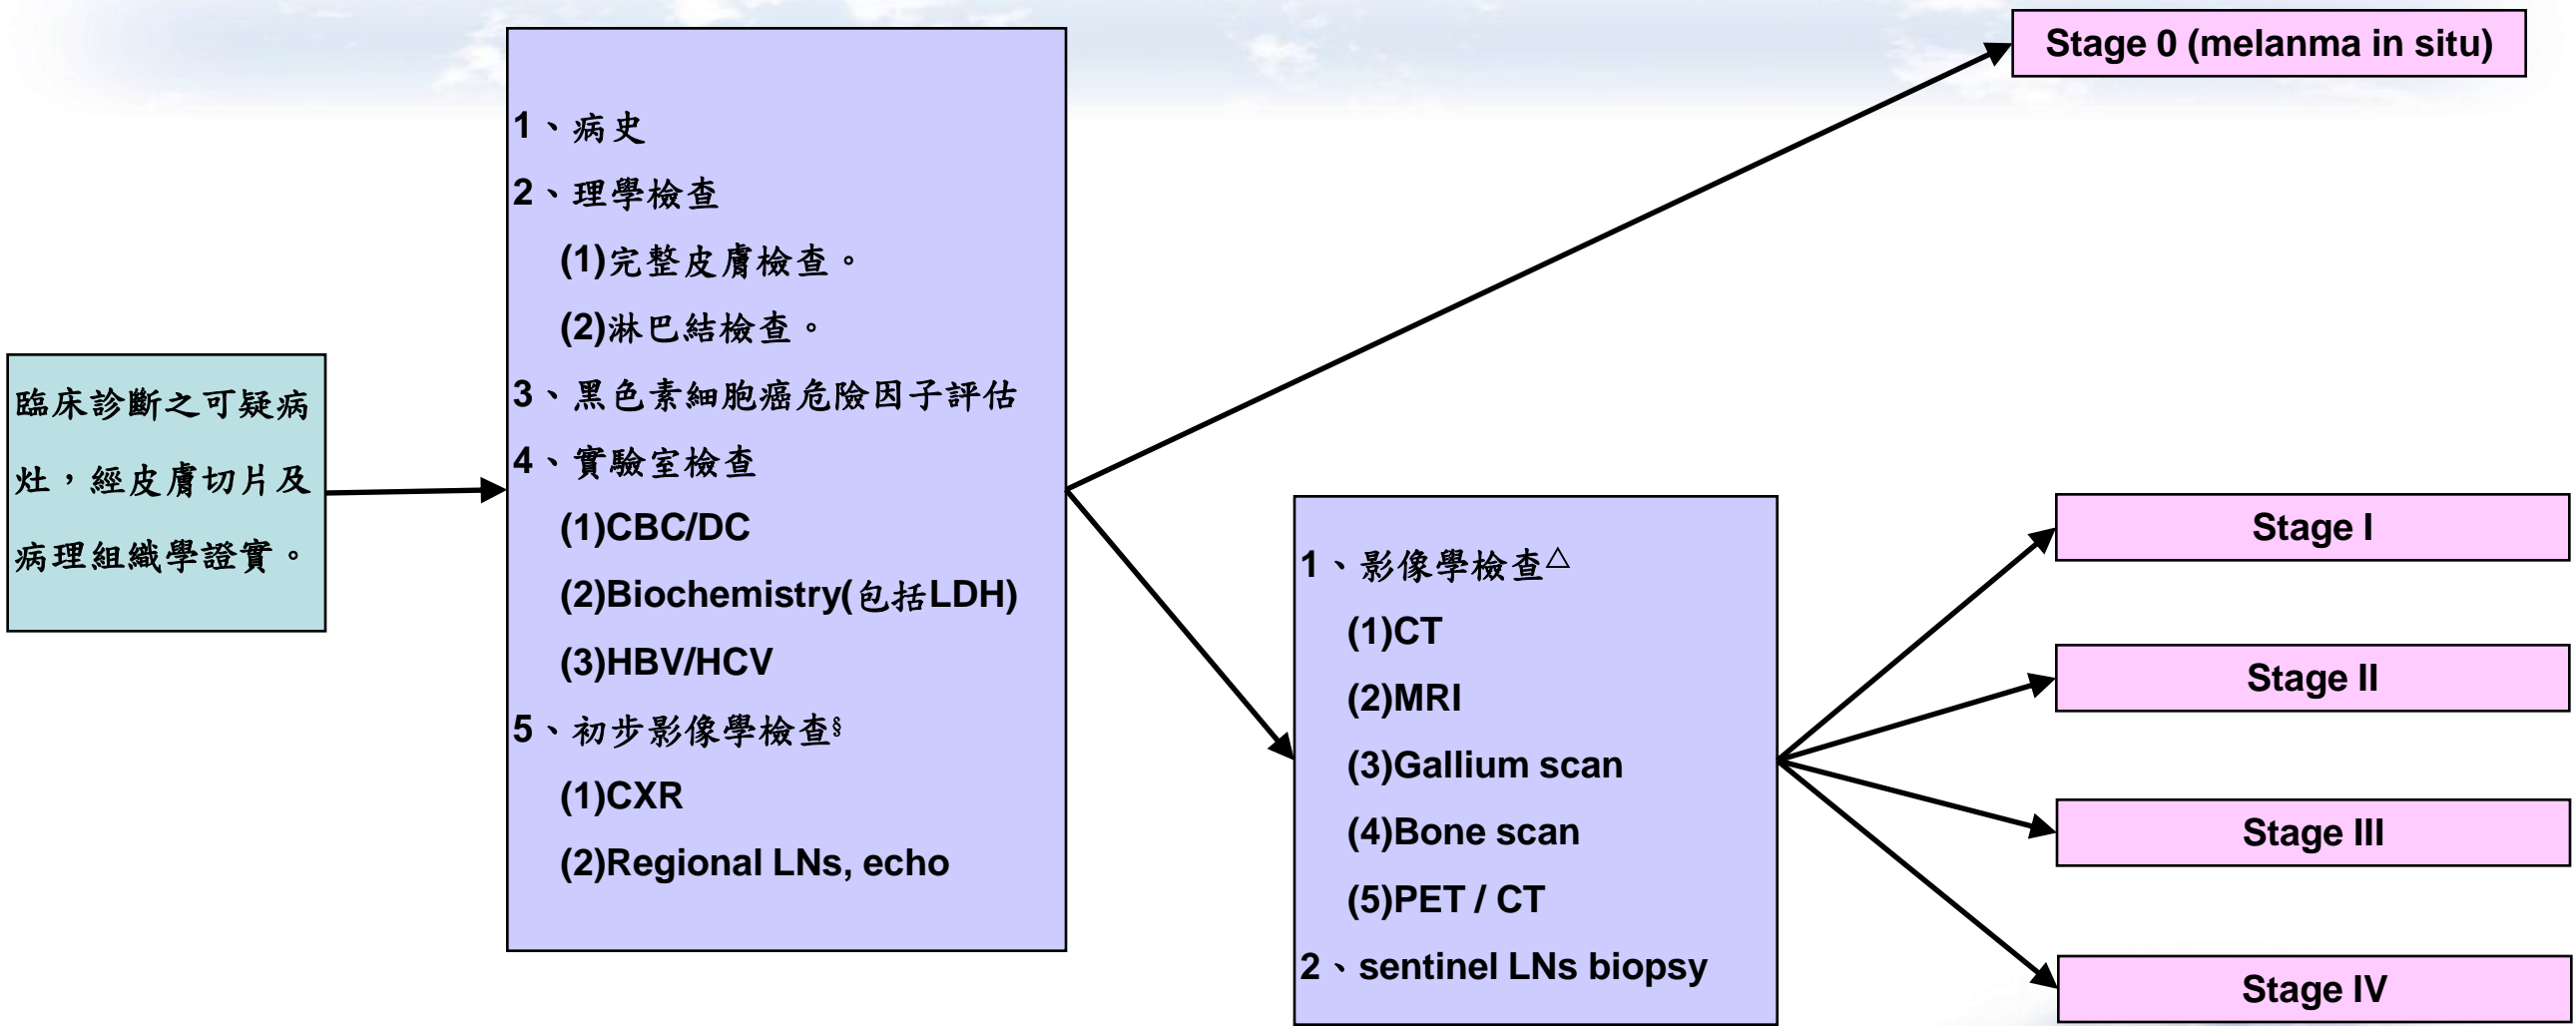 臨床診斷之可疑病
灶，經皮膚切片及
病理組織學證實。
1、病史
2、理學檢查
(1)完整皮膚檢查。
(2)淋巴結檢查。
3、黑色素細胞癌危險因子評估
4、實驗室檢查
(1)CBC/DC
(2)Biochemistry(包括LDH)
(3)HBV/HCV
5、初步影像學檢查§
(1)CXR
(2)Regional LNs, echo
Stage 0 (melanma in situ)
1、影像學檢查△
(1)CT
(2)MRI
(3)Gallium scan
(4)Bone scan
(5)PET / CT
2、sentinel LNs biopsy
Stage I
Stage II
Stage III
Stage IV